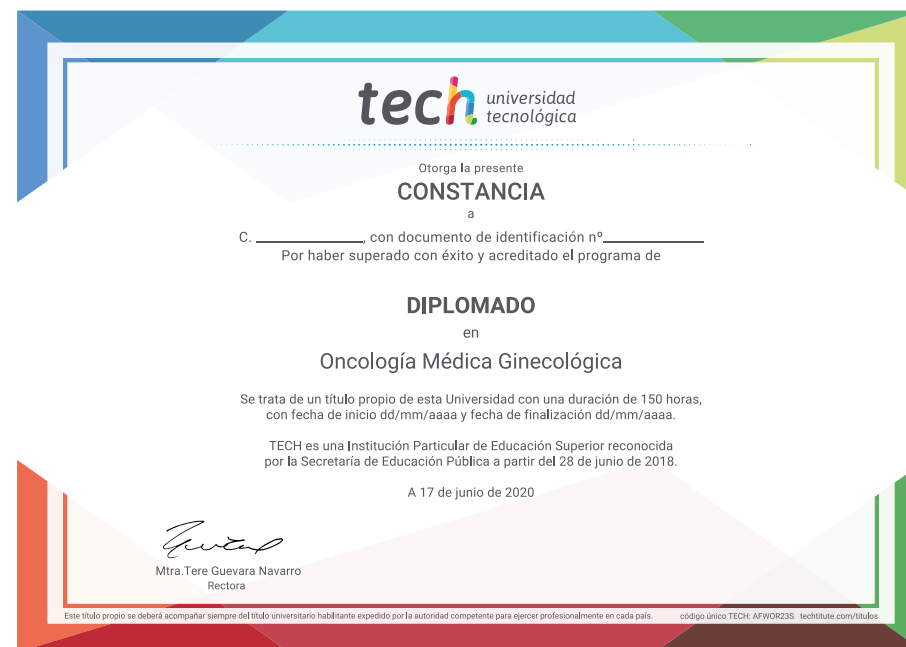 tech universidad
tecnológica
Otorga la presente
CONSTANCIA
a
C. ______________, con documento de identificación nº_____________
Por haber superado con éxito y acreditado el programa de
DIPLOMADO
en
Oncología Médica Ginecológica
Se trata de un título propio de esta Universidad con una duración de 150 horas,
con fecha de inicio dd/mm/aaaa y fecha de finalización dd/mm/aaaa.
TECH es una Institución Particular de Educación Superior reconocida
por la Secretaría de Educación Pública a partir del 28 de junio de 2018.
A 17 de junio de 2020
Mtra.Tere Guevara Navarro
Rectora
Este título propio se deberá acompañar siempre del título universitario habilitante expedido por la autoridad competente para ejercer profesionalmente en cada país. código único TECH: AFWOR23S techtitute.com/titulos